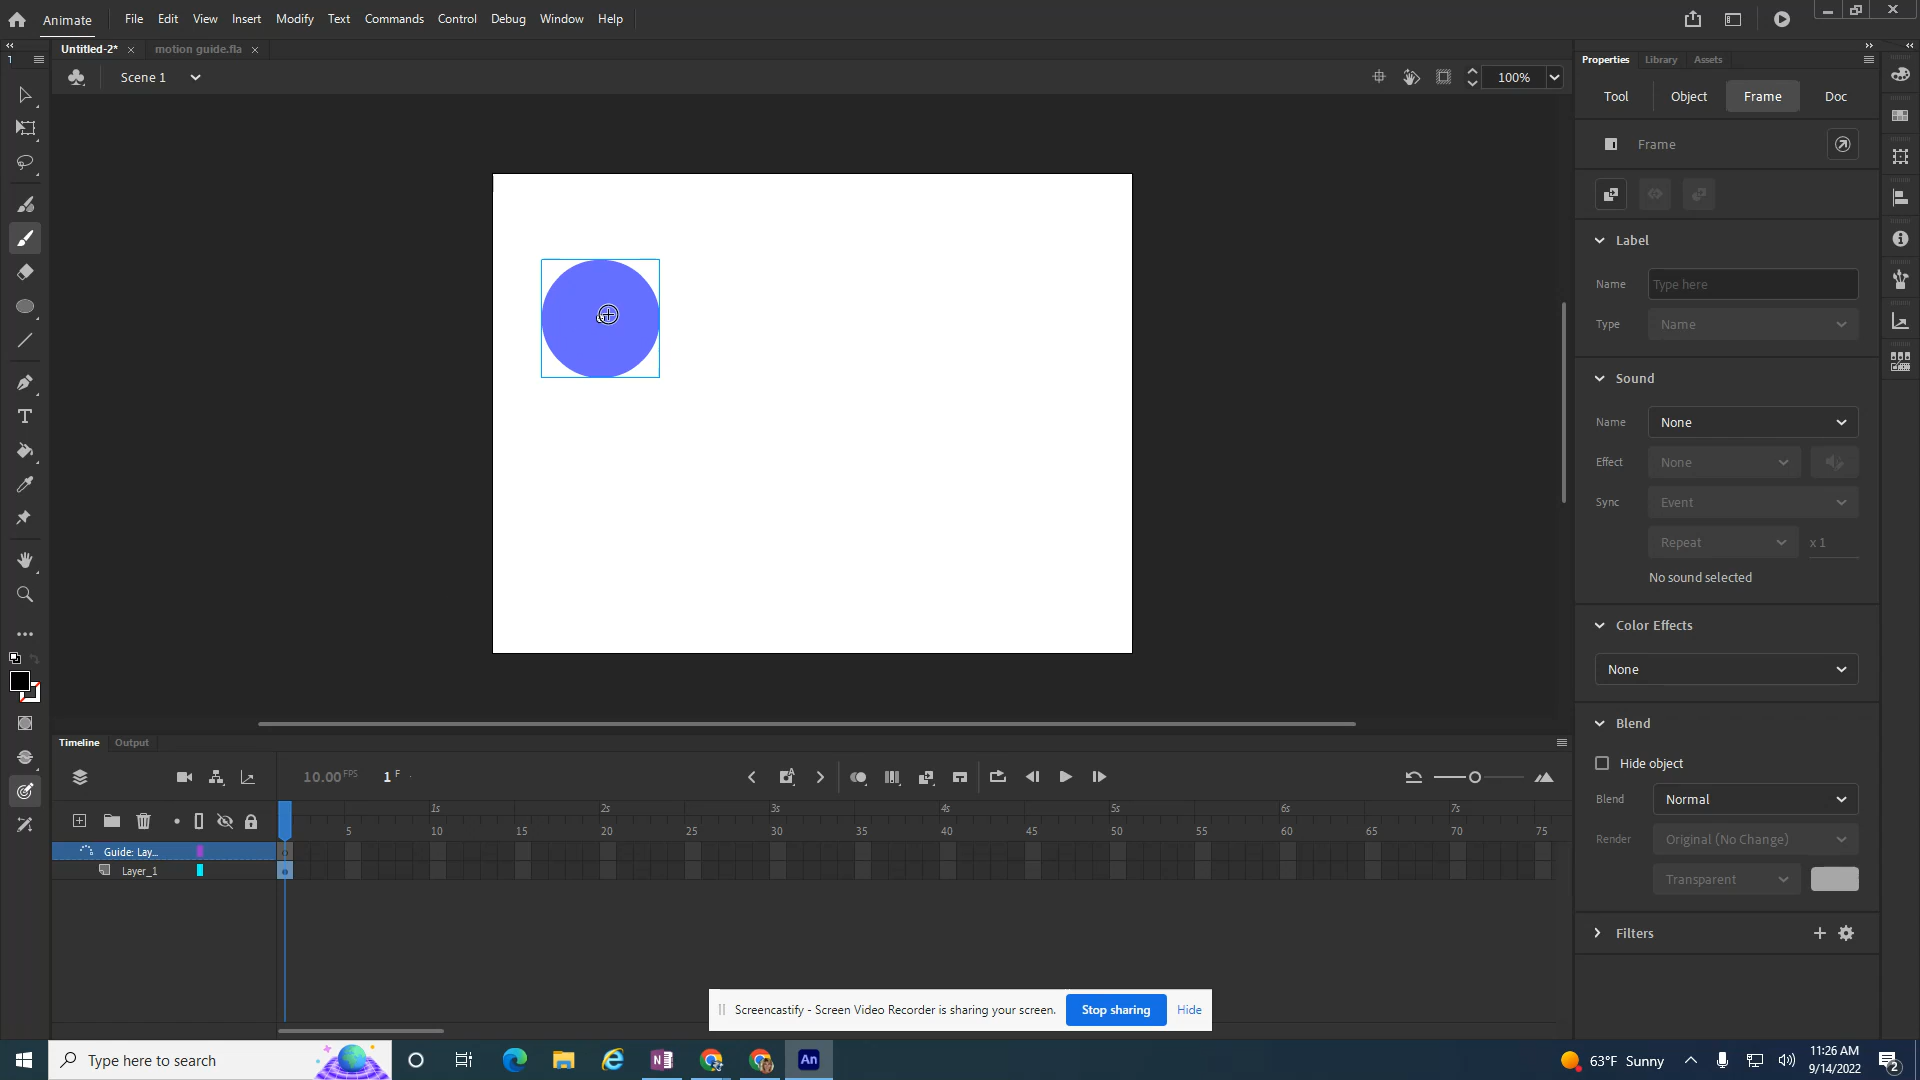 Animate File Edit View Insert Modify Text Commands Control Debug Window Help
Untitled-2* motion guide.fla
1
Scene 1 100%
Properties Library Assets
Tool Object Frame Doc
Frame
Label
Name Type here
Type Name
Sound
Name None
Effect None
Sync Event
Repeat x 1
No sound selected
Color Effects
None
Blend
Hide object
Blend Normal
Render Original (No Change)
Transparent
Filters
Timeline Output
10.00 FPS 1 F
1s 2s 3s 4s 5s 6s 7s
5 10 15 20 25 30 35 40 45 50 55 60 65 70 75
Guide: Lay...
Layer_1
Screencastify - Screen Video Recorder is sharing your screen. Stop sharing Hide
Type here to search
N
An
63°F Sunny
11:26 AM
9/14/2022
2